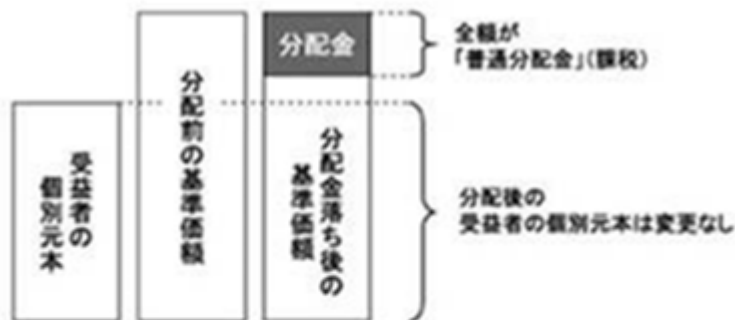 受益者の
個別元本
分配前の基準価額
分配金
分配金落ち後の
基準価額
全額が
「普通分配金」(課税)
分配後の
受益者の個別元本は変更なし